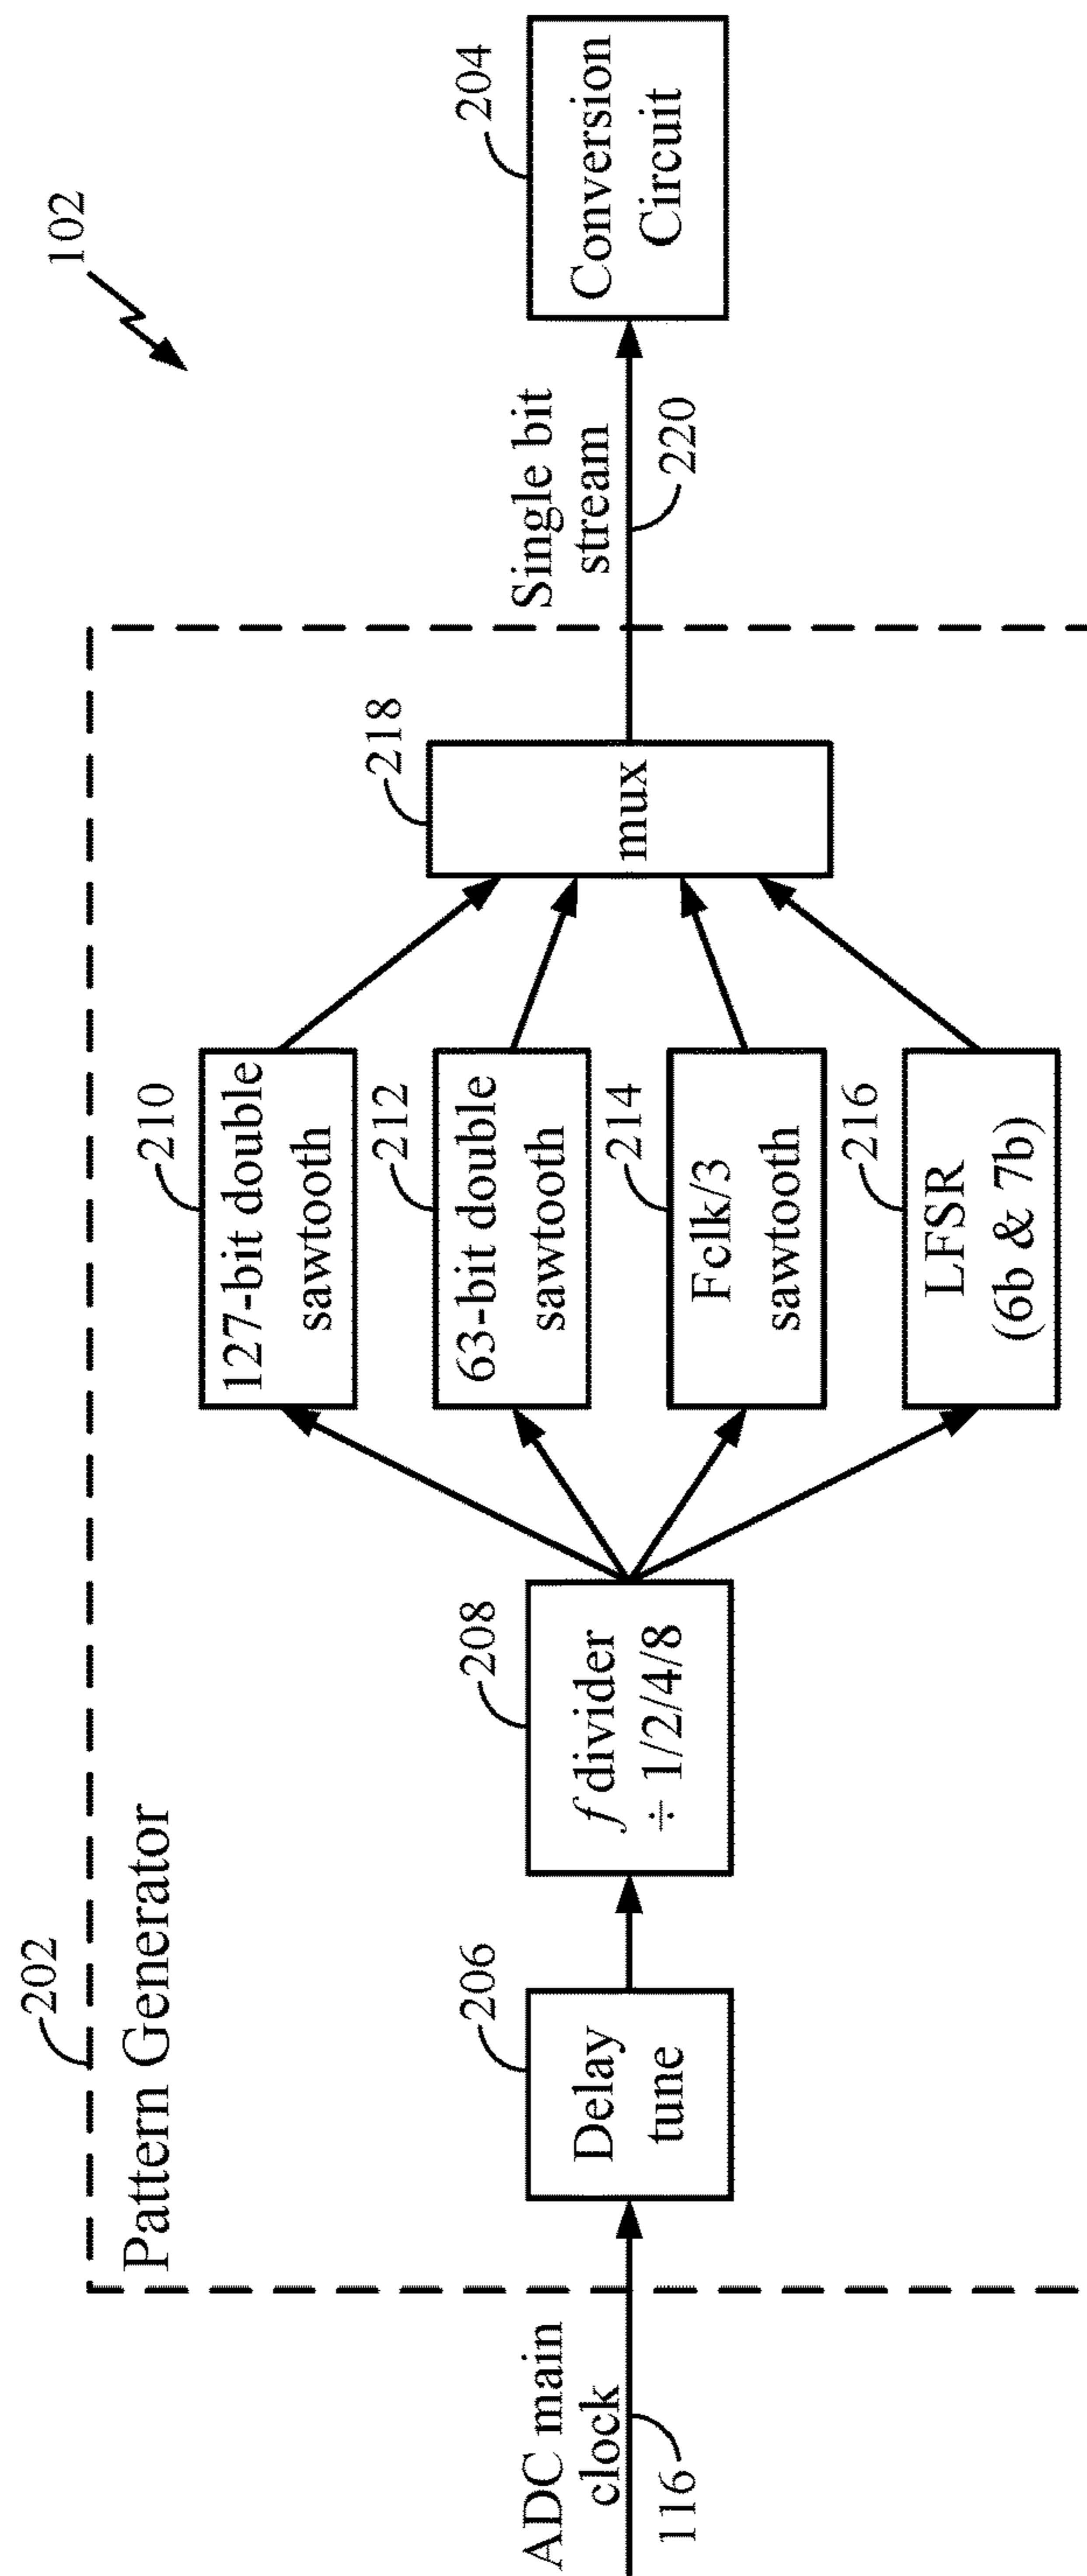 102
202
Pattern Generator
ADC main
clock
116
206
Delay
tune
208
f divider
÷ 1/2/4/8
210
127-bit double
sawtooth
212
63-bit double
sawtooth
214
Fclk/3
sawtooth
216
LFSR
(6b & 7b)
218
mux
Single bit
stream
220
204
Conversion
Circuit